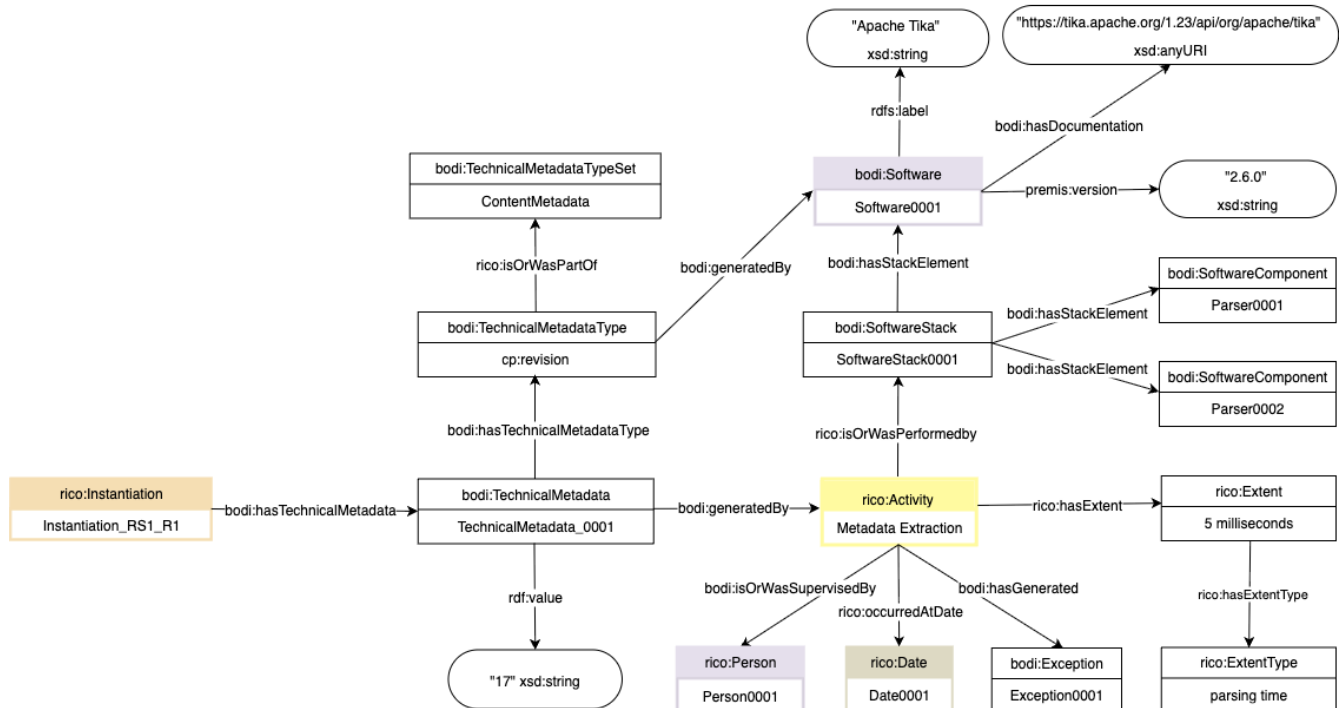 "Apache Tika"
xsd:string
"https://tika.apache.org/1.23/api/org/apache/tika"
xsd:anyURI
rdfs:label
bodi:hasDocumentation
bodi:TechnicalMetadataTypeSet
ContentMetadata
bodi:Software
Software0001
premis:version
"2.6.0"
xsd:string
rico:isOrWasPartOf
bodi:generatedBy
bodi:hasStackElement
bodi:SoftwareComponent
Parser0001
bodi:hasStackElement
bodi:TechnicalMetadataType
cp:revision
bodi:SoftwareStack
SoftwareStack0001
bodi:hasStackElement
bodi:SoftwareComponent
Parser0002
bodi:hasTechnicalMetadataType
rico:isOrWasPerformedby
rico:Instantiation
Instantiation_RS1_R1
bodi:hasTechnicalMetadata
bodi:TechnicalMetadata
TechnicalMetadata_0001
bodi:generatedBy
rico:Activity
Metadata Extraction
rico:hasExtent
rico:Extent
5 milliseconds
rdf:value
bodi:isOrWasSupervisedBy
rico:occurredAtDate
bodi:hasGenerated
rico:hasExtentType
"17" xsd:string
rico:Person
Person0001
rico:Date
Date0001
bodi:Exception
Exception0001
rico:ExtentType
parsing time